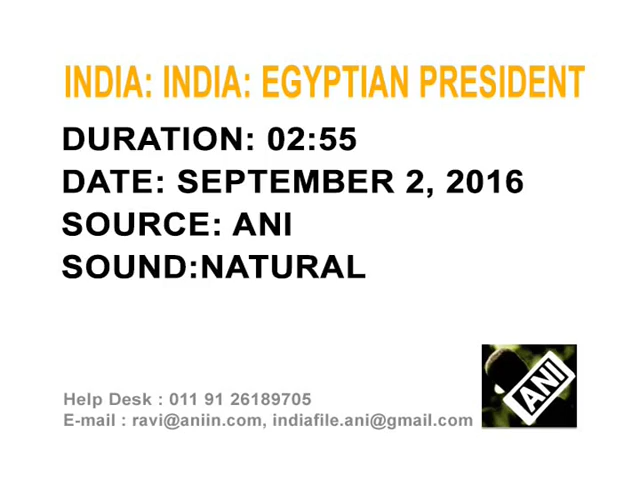 INDIA: INDIA: EGYPTIAN PRESIDENT
DURATION: 02:55
DATE: SEPTEMBER 2, 2016
SOURCE: ANI
SOUND:NATURAL
Help Desk : 011 91 26189705
E-mail : ravi@aniin.com, indiafile.ani@gmail.com
ANI